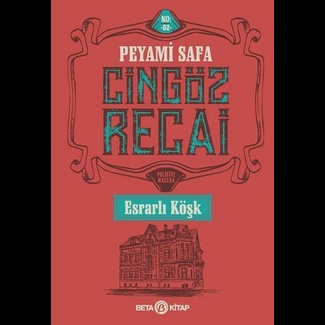 NO:
-02-
PEYAMİ SAFA
CİNGÖZ
RECAİ
POLİSİYE
MACERA
Esrarlı Köşk
BETA B KİTAP